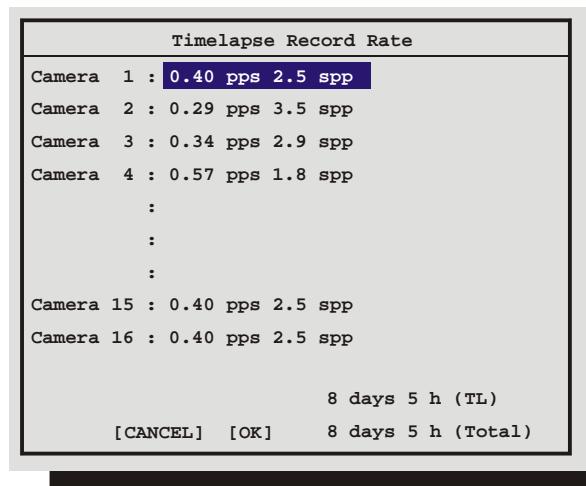 Timelapse Record Rate
Camera 1 : 0.40 pps 2.5 spp
Camera 2 : 0.29 pps 3.5 spp
Camera 3 : 0.34 pps 2.9 spp
Camera 4 : 0.57 pps 1.8 spp
:
:
:
Camera 15 : 0.40 pps 2.5 spp
Camera 16 : 0.40 pps 2.5 spp
8 days 5 h (TL)
[CANCEL] [OK] 8 days 5 h (Total)